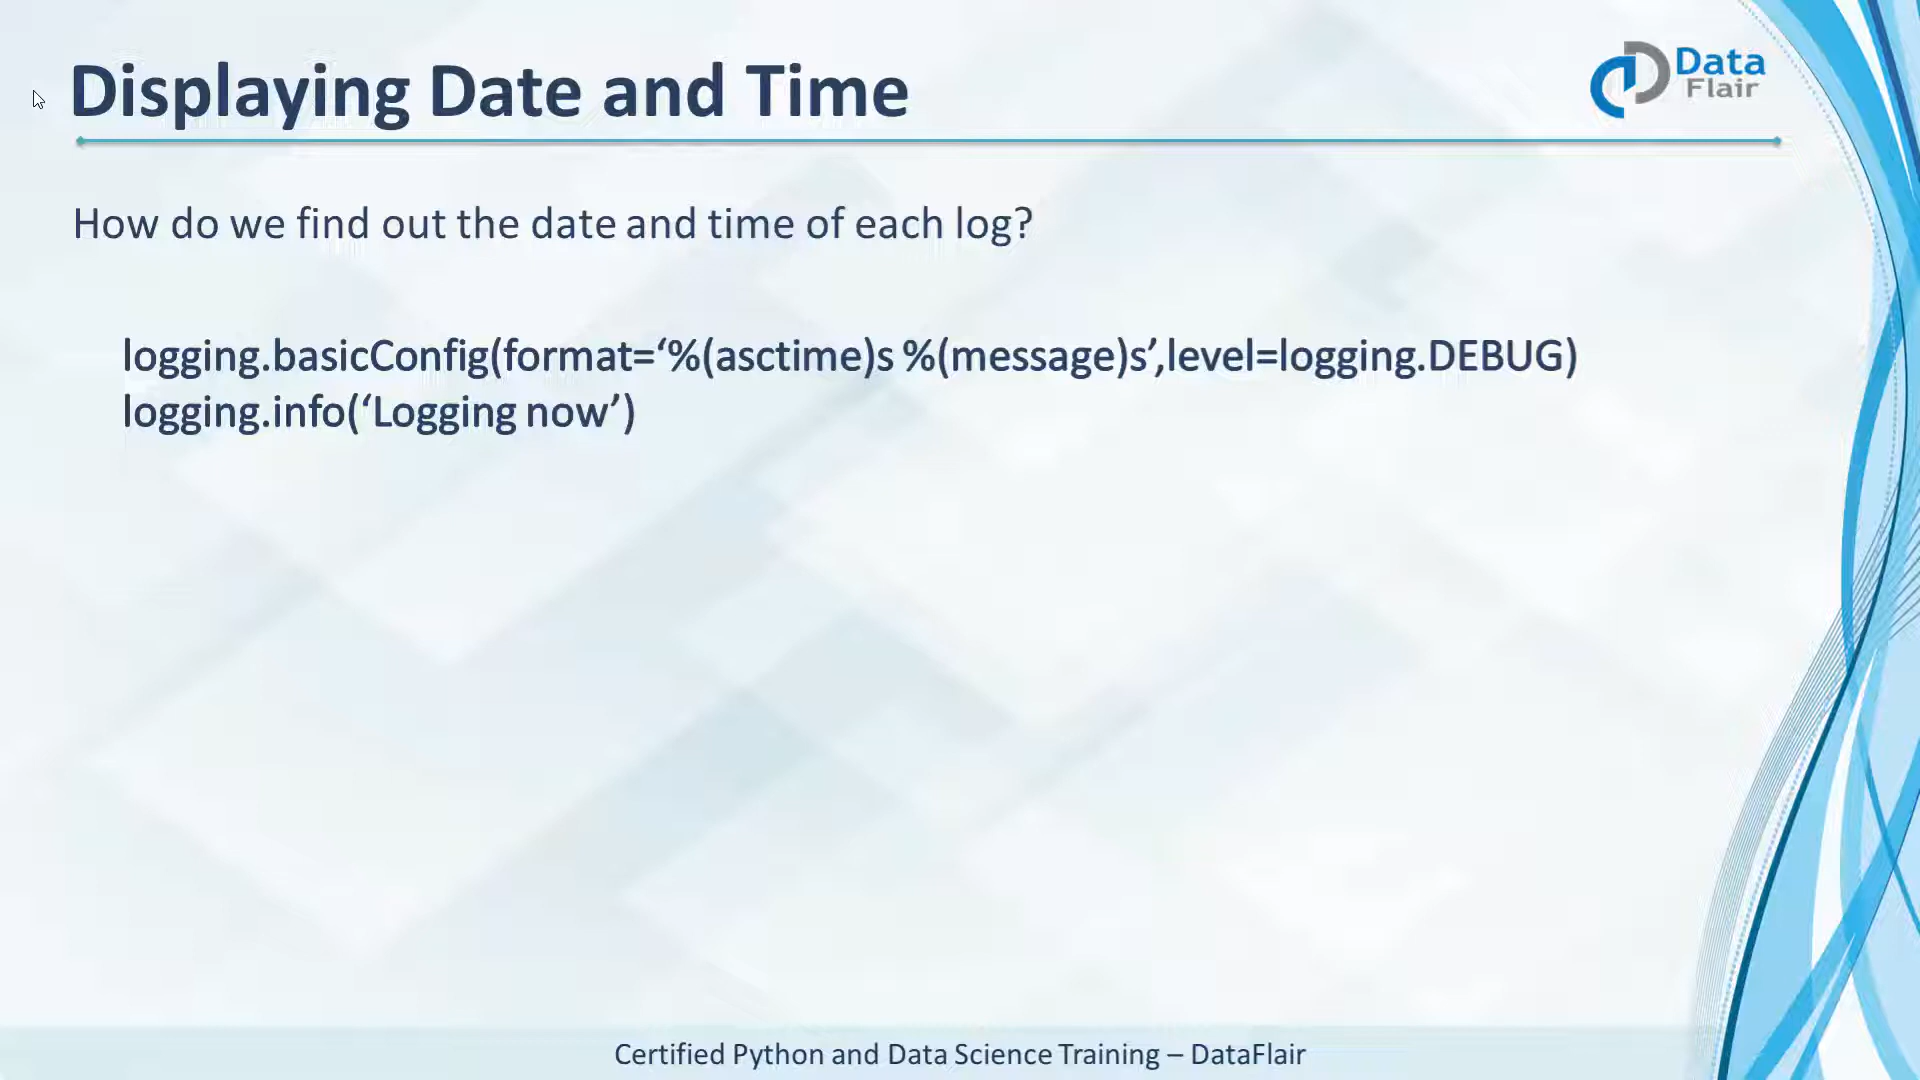 Displaying Date and Time
Data
Flair
How do we find out the date and time of each log?
logging.basicConfig(format=‘%(asctime)s %(message)s’,level=logging.DEBUG)
logging.info(‘Logging now’)
Certified Python and Data Science Training – DataFlair